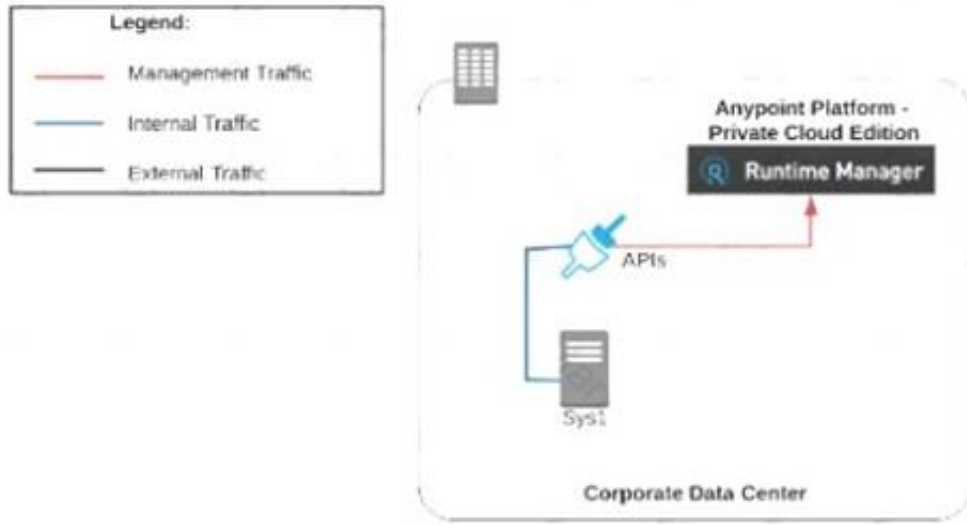 Legend:
Management Traffic
Internal Traffic
External Traffic
Anypoint Platform -
Private Cloud Edition
Runtime Manager
APIs
Sys1
Corporate Data Center